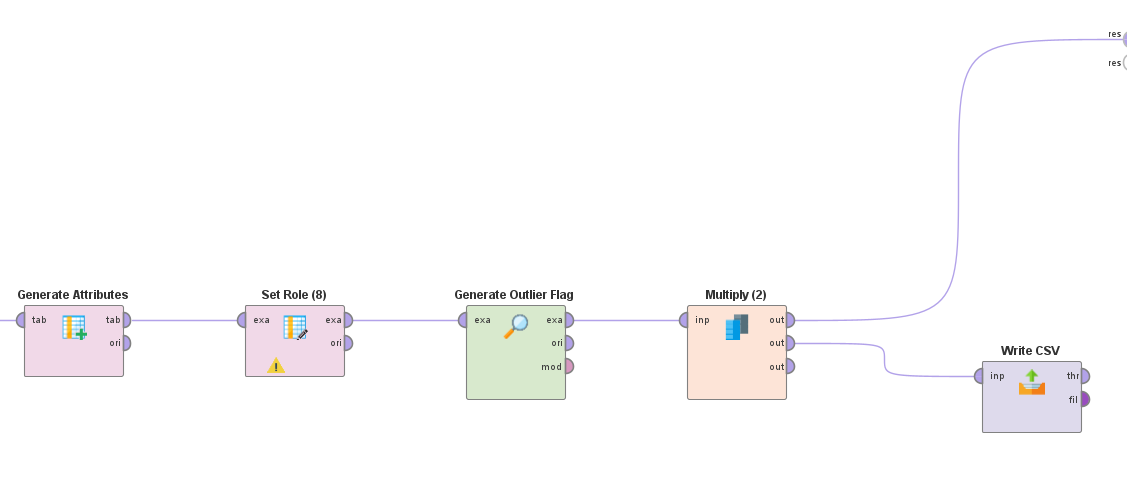 res
res
Generate Attributes
tab
tab
ori
Set Role (8)
exa
exa
ori
Generate Outlier Flag
exa
exa
ori
mod
Multiply (2)
inp
out
out
out
Write CSV
inp
thr
fil